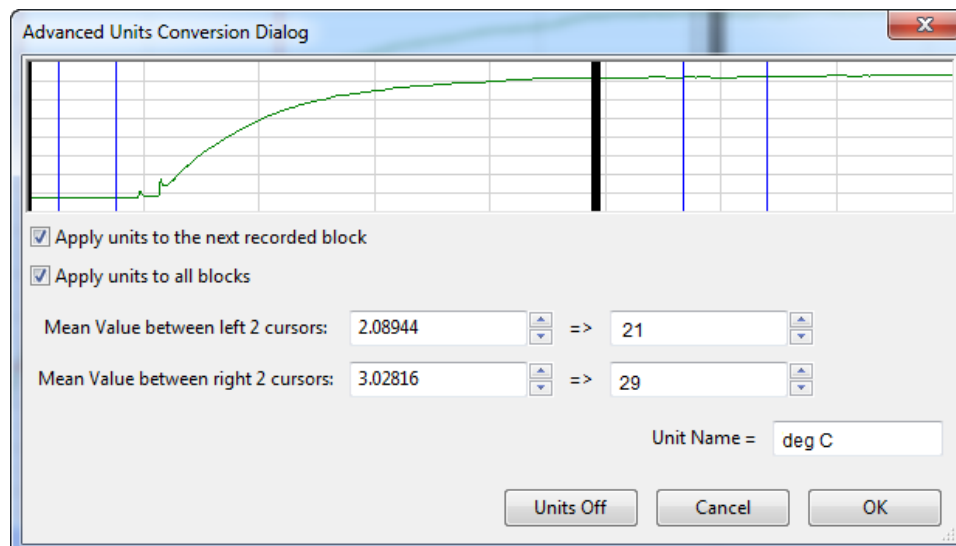 Advanced Units Conversion Dialog
Apply units to the next recorded block
Apply units to all blocks
Mean Value between left 2 cursors: 2.08944 => 21
Mean Value between right 2 cursors: 3.02816 => 29
Unit Name = deg C
Units Off Cancel OK